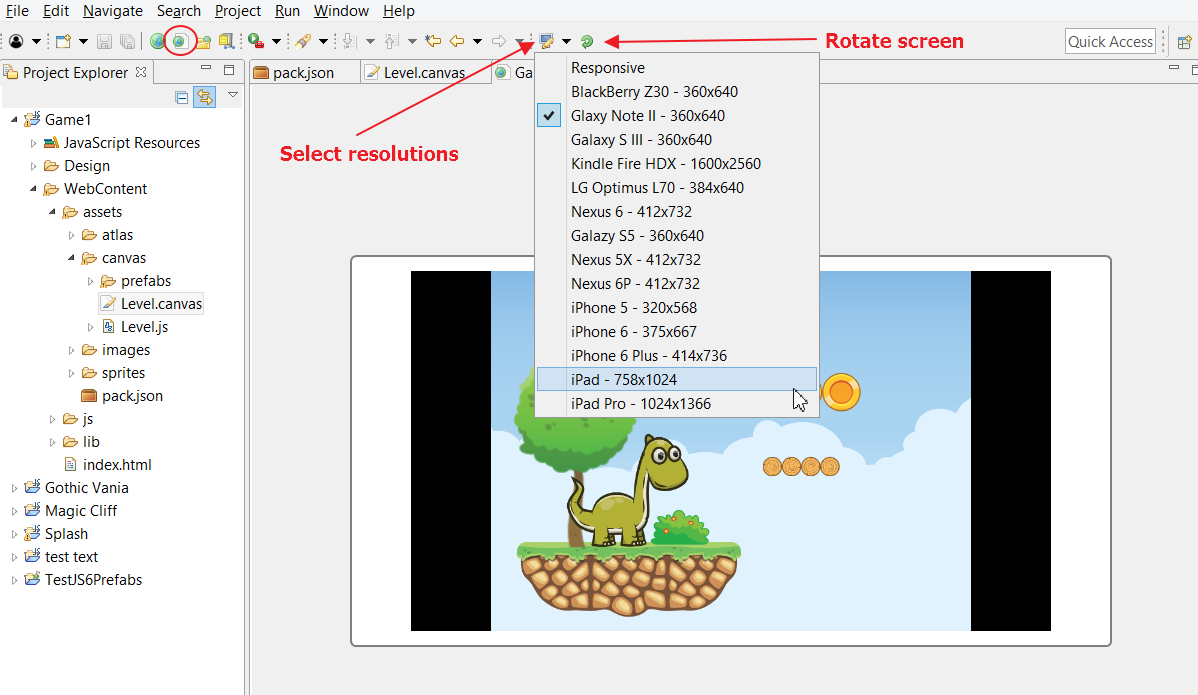 File Edit Navigate Search Project Run Window Help
Rotate screen
Quick Access
Project Explorer
pack.json
Level.canvas
Ga
Select resolutions
Responsive
BlackBerry Z30 - 360x640
Glaxy Note II - 360x640
Galaxy S III - 360x640
Kindle Fire HDX - 1600x2560
LG Optimus L70 - 384x640
Nexus 6 - 412x732
Galazy S5 - 360x640
Nexus 5X - 412x732
Nexus 6P - 412x732
iPhone 5 - 320x568
iPhone 6 - 375x667
iPhone 6 Plus - 414x736
iPad - 758x1024
iPad Pro - 1024x1366
Game1
JavaScript Resources
Design
WebContent
assets
atlas
canvas
prefabs
Level.canvas
Level.js
images
sprites
pack.json
js
lib
index.html
Gothic Vania
Magic Cliff
Splash
test text
TestJS6Prefabs